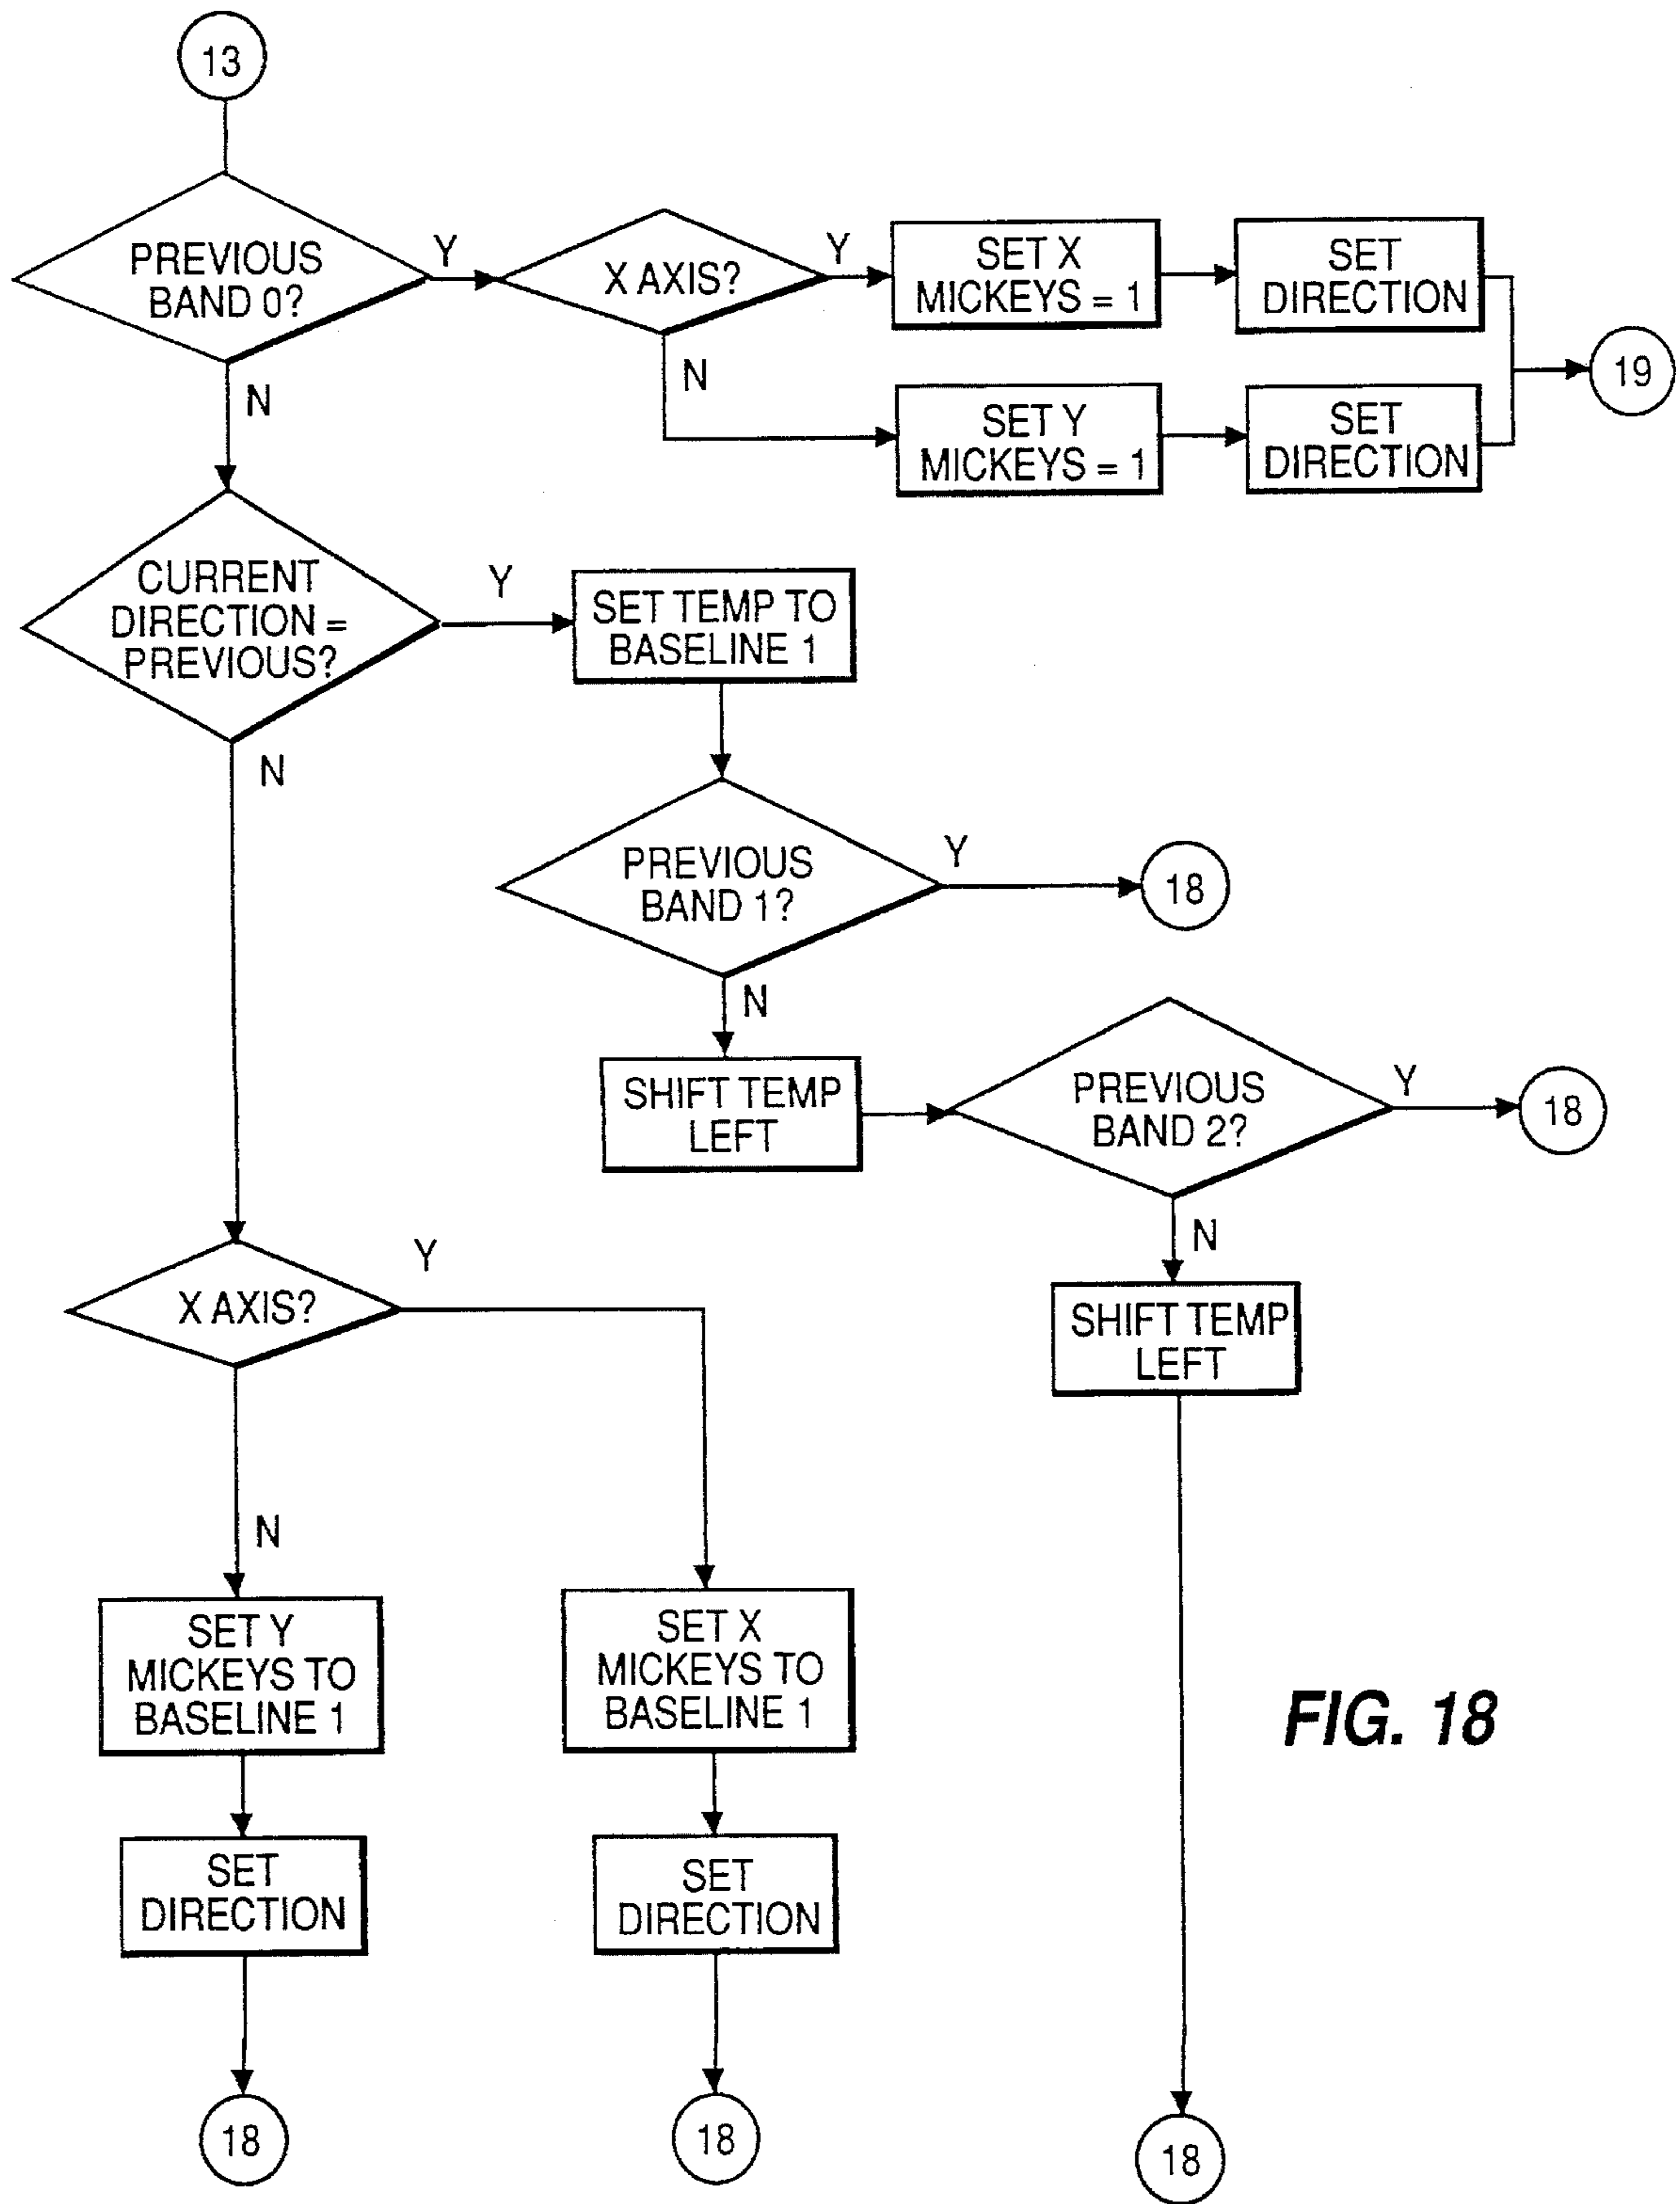 13
PREVIOUS
BAND 0?
Y
X AXIS?
Y
SET X
MICKEYS = 1
SET
DIRECTION
19
N
N
SET Y
MICKEYS = 1
SET
DIRECTION
CURRENT
DIRECTION =
PREVIOUS?
Y
SET TEMP TO
BASELINE 1
N
PREVIOUS
BAND 1?
Y
18
N
SHIFT TEMP
LEFT
PREVIOUS
BAND 2?
Y
18
N
SHIFT TEMP
LEFT
X AXIS?
Y
N
SET Y
MICKEYS TO
BASELINE 1
SET X
MICKEYS TO
BASELINE 1
FIG. 18
SET
DIRECTION
SET
DIRECTION
18
18
18